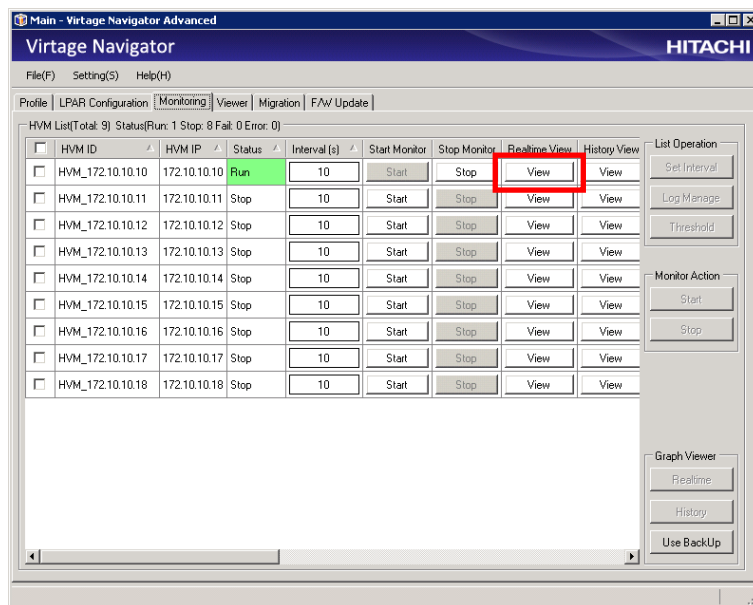 Main - Virtage Navigator Advanced
Virtage Navigator HITACHI
File(F) Setting(S) Help(H)
Profile LPAR Configuration Monitoring Viewer Migration F/W Update
HVM List(Total: 9) Status(Run: 1 Stop: 8 Fail: 0 Error: 0)
HVM ID HVM IP Status Interval (s) Start Monitor Stop Monitor Realtime View History View
HVM_172.10.10.10 172.10.10.10 Run 10 Start Stop View View
HVM_172.10.10.11 172.10.10.11 Stop 10 Start Stop View View
HVM_172.10.10.12 172.10.10.12 Stop 10 Start Stop View View
HVM_172.10.10.13 172.10.10.13 Stop 10 Start Stop View View
HVM_172.10.10.14 172.10.10.14 Stop 10 Start Stop View View
HVM_172.10.10.15 172.10.10.15 Stop 10 Start Stop View View
HVM_172.10.10.16 172.10.10.16 Stop 10 Start Stop View View
HVM_172.10.10.17 172.10.10.17 Stop 10 Start Stop View View
HVM_172.10.10.18 172.10.10.18 Stop 10 Start Stop View View
List Operation
Set Interval
Log Manage
Threshold
Monitor Action
Start
Stop
Graph Viewer
Realtime
History
Use BackUp